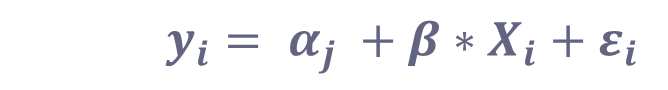 yᵢ = αⱼ + β * Xᵢ + εᵢ